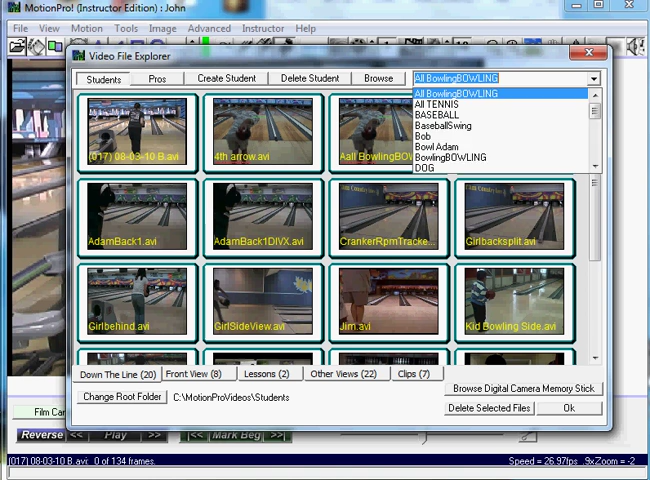 MotionPro! (Instructor Edition) : John
File View Motion Tools Image Advanced Instructor Help
Video File Explorer
Students Pros Create Student Delete Student Browse All BowlingBOWLING
All BowlingBOWLING
All TENNIS
BASEBALL
BaseballSwing
Bob
Bowl Adam
BowlingBOWLING
DOG
(017) 08-03-10 B.avi 4th arrow.avi Aall BowlingBOW
AdamBack1.avi AdamBack1DIVX.avi CrankerRpmTracke... Girlbacksplit.avi
Girlbehind.avi GirlSideView.avi Jim.avi Kid Bowling Side.avi
Down The Line (20) Front View (8) Lessons (2) Other Views (22) Clips (7)
Change Root Folder C:\MotionProVideos\Students
Browse Digital Camera Memory Stick
Delete Selected Files Ok
Film Can
Reverse << Play >> |<< Mark Beg >>|
(017) 08-03-10 B.avi: 0 of 134 frames. Speed = 26.97fps .9xZoom = -2